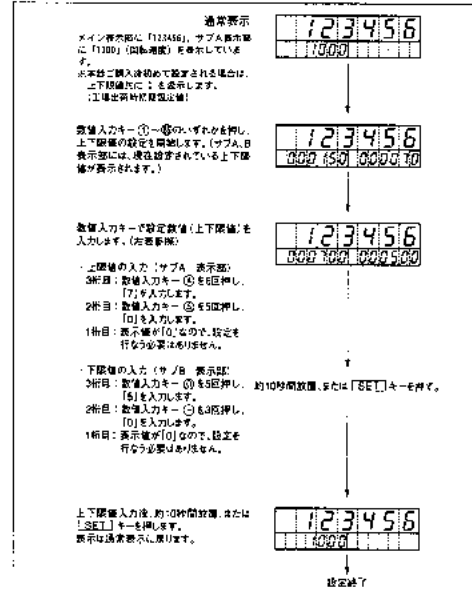 通常表示
メイン表示部に「123456」、サブA表示部
に「1000」(回転速度)を表示していま
す。
※本器ご購入後初めて設定される場合は、
上下限値共に
を表示します。
(工場出荷時初期設定値)
123456
1000
数値入力キー①~
のいずれかを押し、
上下限値の設定を開始します。(サブA、B
表示部には、現在設定されている上下限
値が表示されます。)
123456
000150 000070
数値入力キーで設定数値(上下限値)を
入力します。(左表参照)
123456
000700 000500
・上限値の入力(サブA 表示部)
3桁目:数値入力キー④を6回押し、
「7」が入力します。
2桁目:数値入力キー⑤を5回押し、
「0」を入力します。
1桁目:表示値が「0」なので、設定を
行なう必要はありません。
・下限値の入力(サブB 表示部)
3桁目:数値入力キー
を5回押し、
「5」を入力します。
2桁目:数値入力キー
を3回押し、
「0」を入力します。
1桁目:表示値が「0」なので、設定を
行なう必要はありません。
約10秒間放置、または「SET」キーを押す。
上下限値入力後、約10秒間放置、または
「SET」キーを押します。
表示は通常表示に戻ります。
123456
1000
設定終了